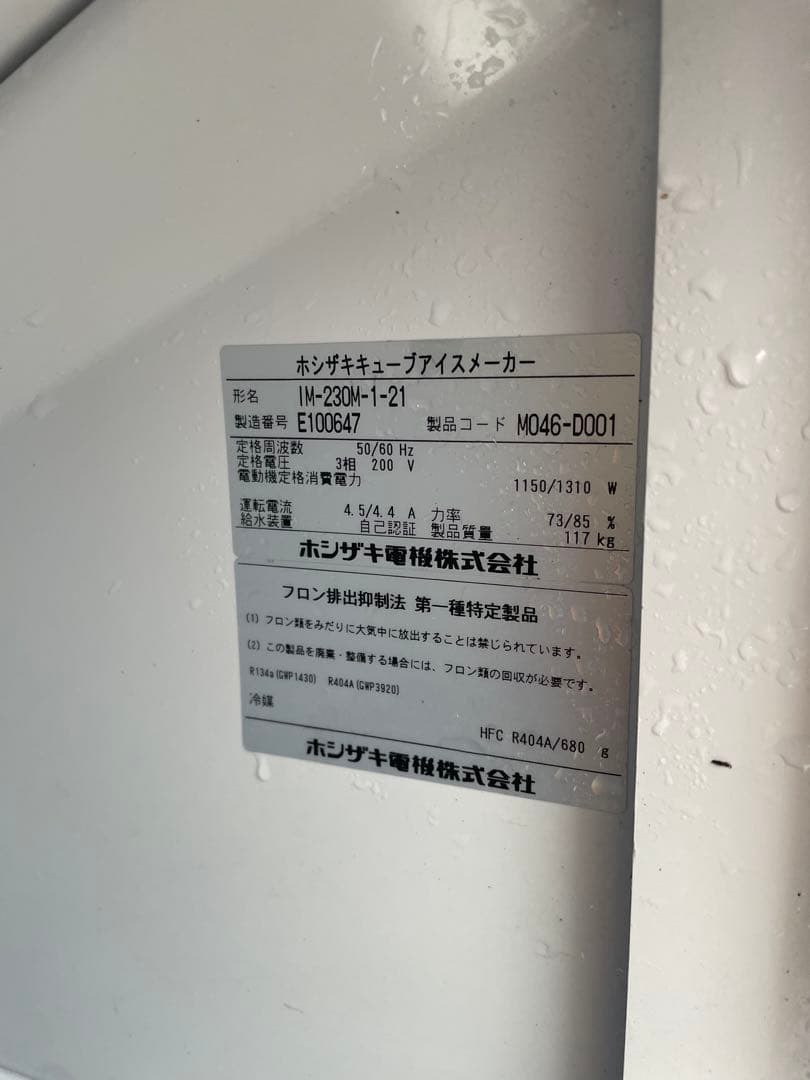 ホシザキキューブアイスメーカー
形名 IM-230M-1-21
製造番号 E100647 製品コード M046-D001
定格周波数 50/60 Hz
定格電圧 3相 200 V
電動機定格消費電力 1150/1310 W
運転電流 4.5/4.4 A 力率 73/85 %
給水装置 自己認証 製品質量 117 kg
ホシザキ電機株式会社
フロン排出抑制法 第一種特定製品
(1) フロン類をみだりに大気中に放出することは禁じられています。
(2) この製品を廃棄・整備する場合には、フロン類の回収が必要です。
R134a(GWP1430) R404A(GWP3920)
冷媒 HFC R404A/680 g
ホシザキ電機株式会社